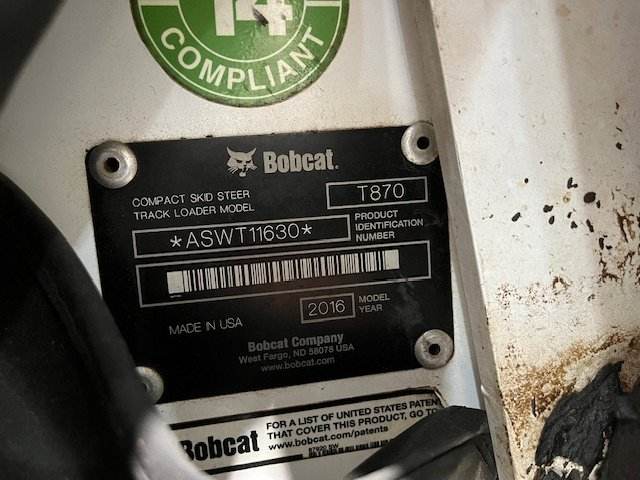 T4
COMPLIANT
Bobcat.
COMPACT SKID STEER
TRACK LOADER MODEL
T870
*ASWT11630*
PRODUCT
IDENTIFICATION
NUMBER
2016
MODEL
YEAR
MADE IN USA
Bobcat Company
West Fargo, ND 58078 USA
www.bobcat.com
Bobcat
FOR A LIST OF UNITED STATES PATEN
THAT COVER THIS PRODUCT, GO TO
www.bobcat.com/patents